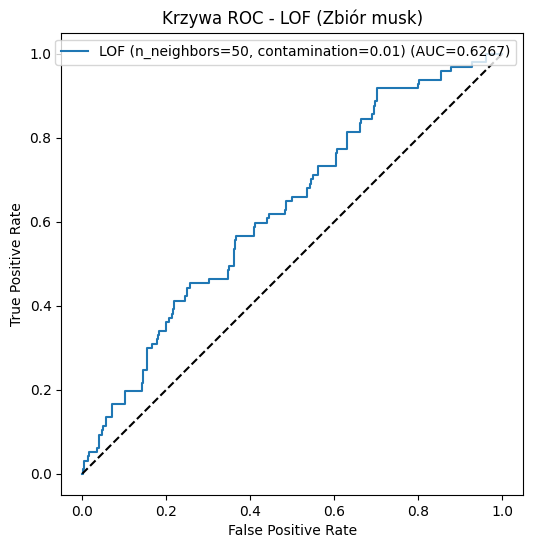 Krzywa ROC - LOF (Zbiór musk)
LOF (n_neighbors=50, contamination=0.01) (AUC=0.6267)
1.0
0.8
0.6
0.4
0.2
0.0
True Positive Rate
0.0 0.2 0.4 0.6 0.8 1.0
False Positive Rate